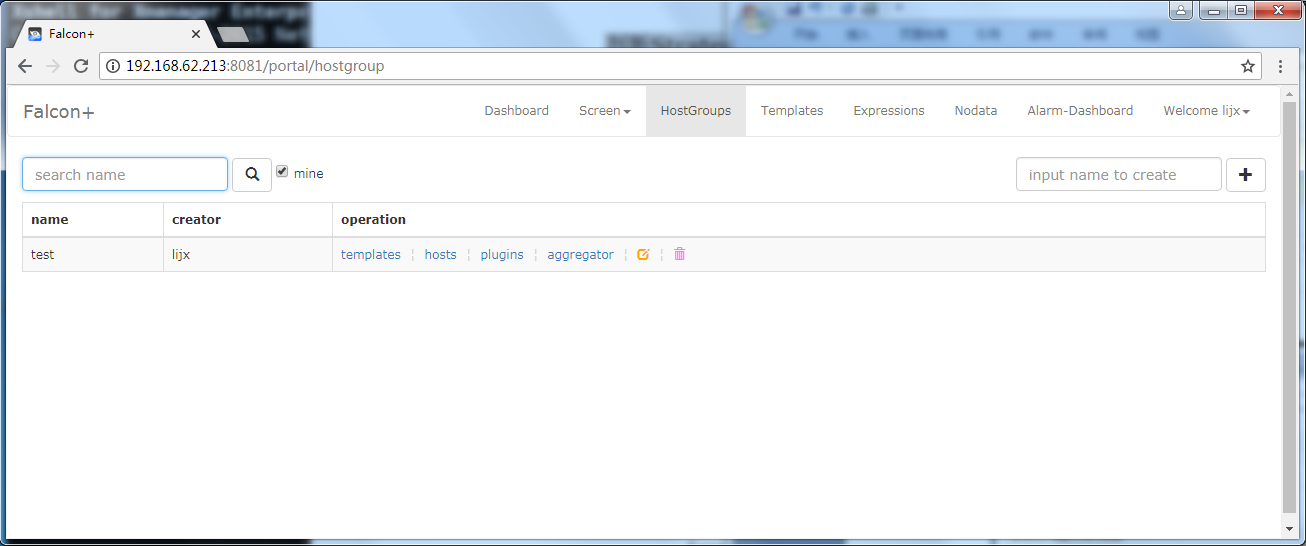 Falcon+
192.168.62.213:8081/portal/hostgroup
Falcon+ Dashboard Screen HostGroups Templates Expressions Nodata Alarm-Dashboard Welcome lijx
search name mine input name to create
name creator operation
test lijx templates ¦ hosts ¦ plugins ¦ aggregator ¦ ¦